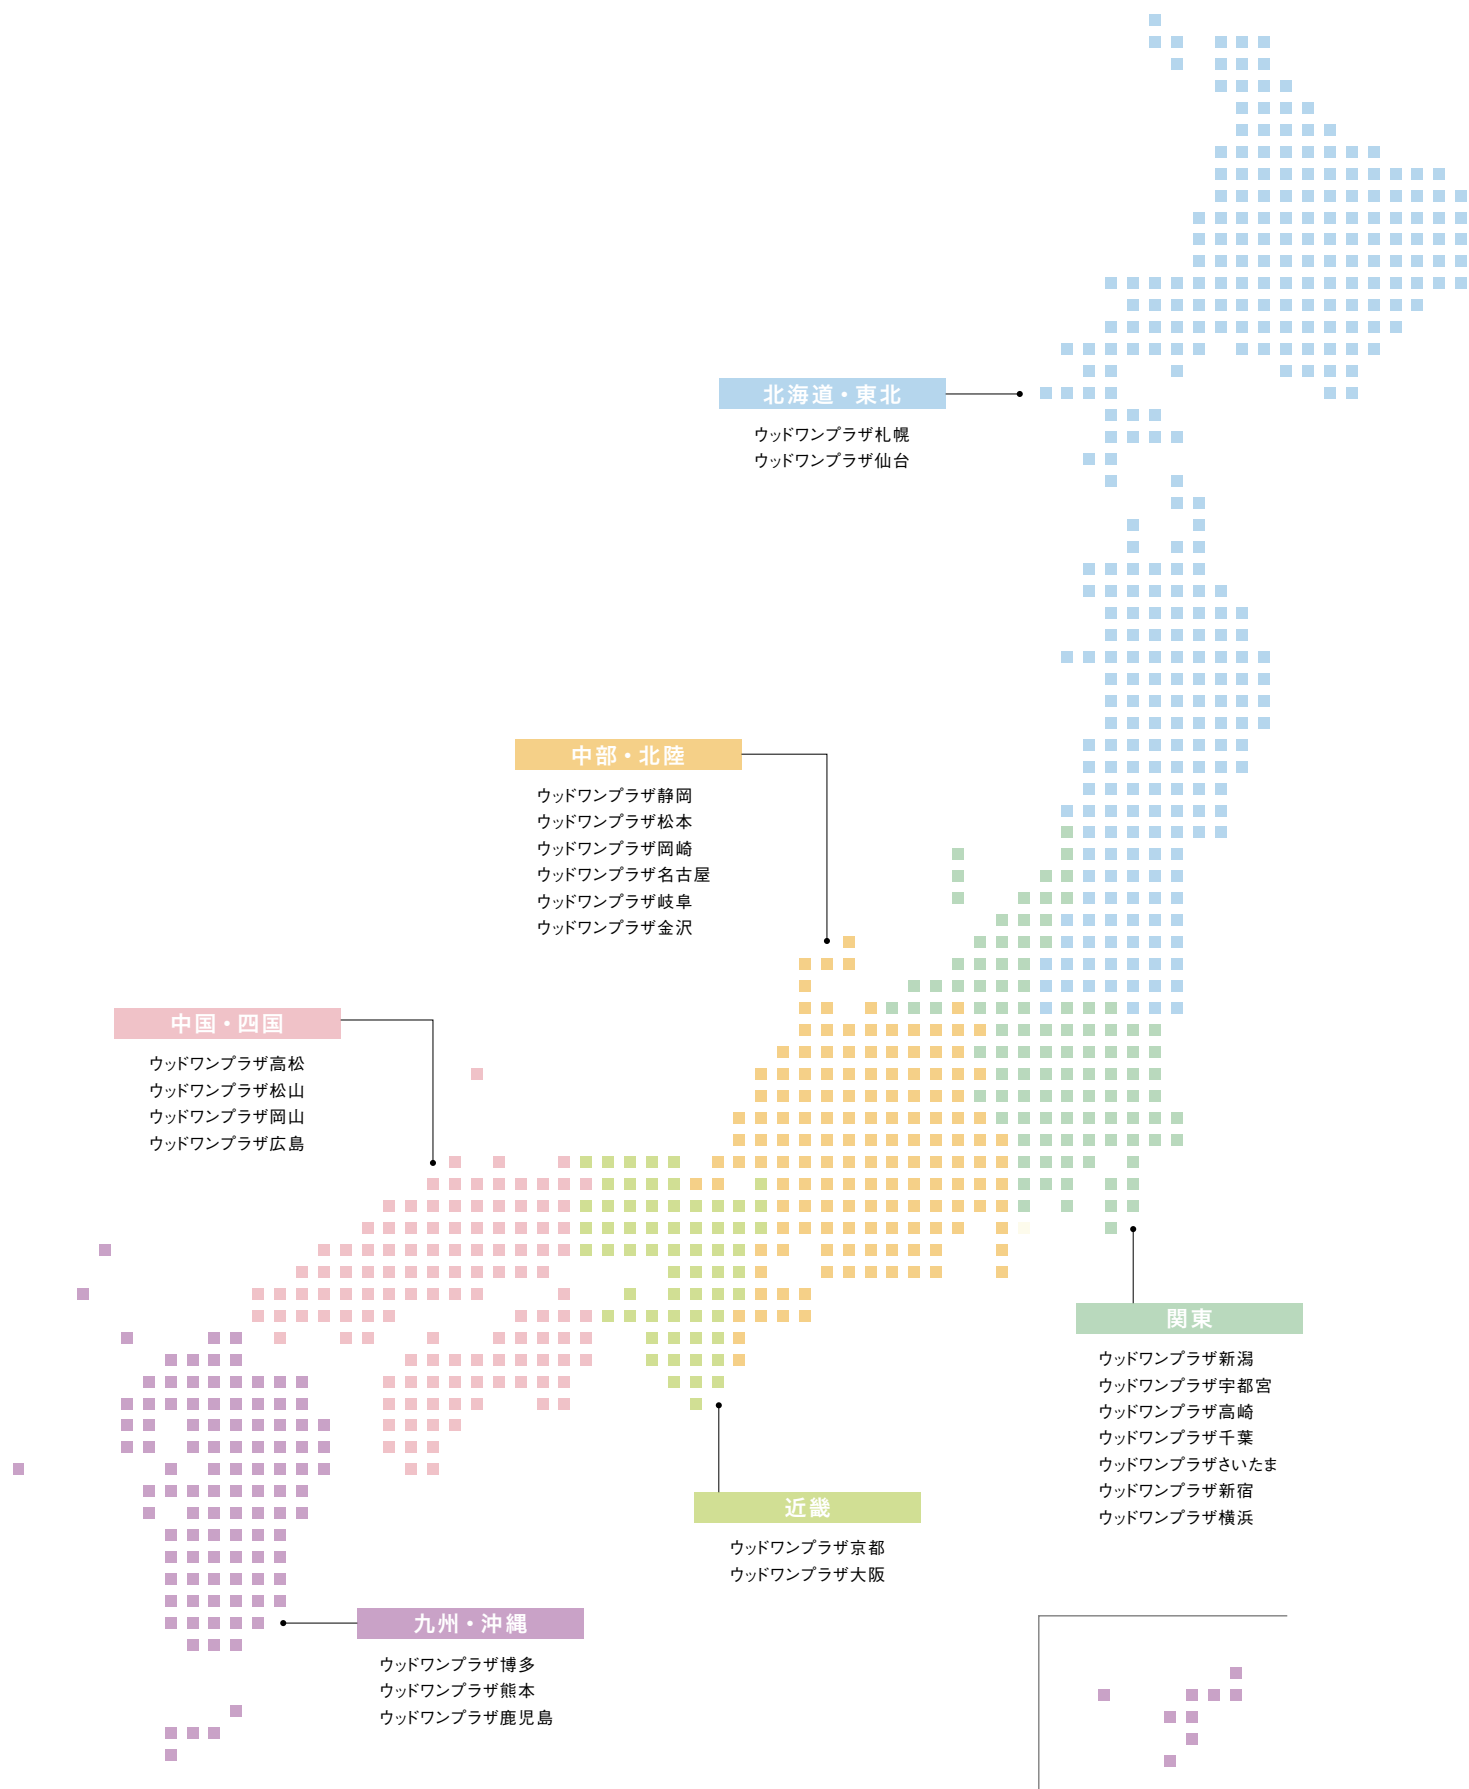 北海道・東北
ウッドワンプラザ札幌
ウッドワンプラザ仙台
中部・北陸
ウッドワンプラザ静岡
ウッドワンプラザ松本
ウッドワンプラザ岡崎
ウッドワンプラザ名古屋
ウッドワンプラザ岐阜
ウッドワンプラザ金沢
中国・四国
ウッドワンプラザ高松
ウッドワンプラザ松山
ウッドワンプラザ岡山
ウッドワンプラザ広島
関東
ウッドワンプラザ新潟
ウッドワンプラザ宇都宮
ウッドワンプラザ高崎
ウッドワンプラザ千葉
ウッドワンプラザさいたま
ウッドワンプラザ新宿
ウッドワンプラザ横浜
近畿
ウッドワンプラザ京都
ウッドワンプラザ大阪
九州・沖縄
ウッドワンプラザ博多
ウッドワンプラザ熊本
ウッドワンプラザ鹿児島